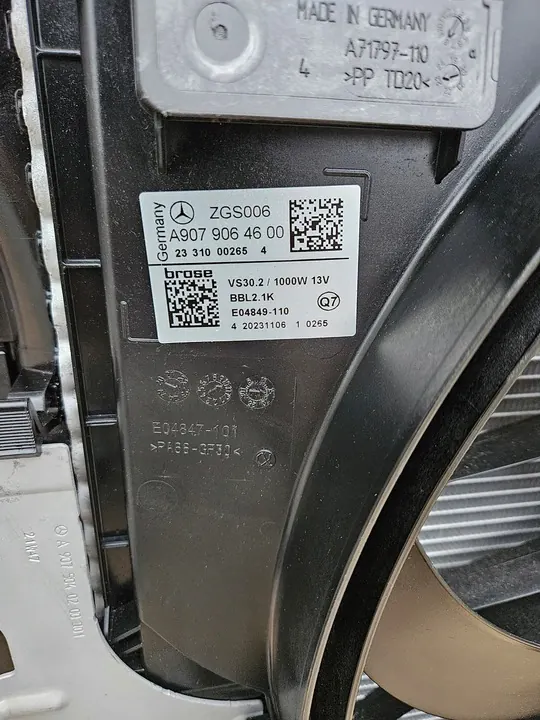 MADE IN GERMANY
A71797-110
4 >PP TD20<
Germany
ZGS006
A907 906 46 00
23 310 00265 4
brose
VS30.2 / 1000W 13V
BBL2.1K
E04849-110
Q7
4 20231106 1 0265
E04847-101
>PA66-GF30<
21W47